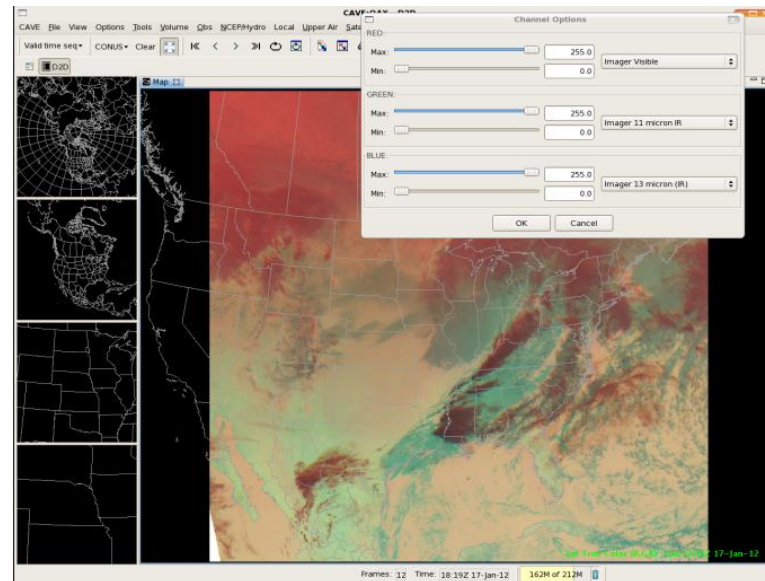 CAVE:OAX - D2D
CAVE File View Options Tools Volume Obs NCEP/Hydro Local Upper Air
Valid time seq CONUS Clear
D2D
Map
Channel Options
RED:
Max: 255.0
Imager Visible
Min: 0.0
GREEN:
Max: 255.0
Imager 11 micron IR
Min: 0.0
BLUE:
Max: 255.0
Imager 13 micron (IR)
Min: 0.0
OK Cancel
17-Jan-12
Frames: 12 Time: 18:19Z 17-Jan-12 162M of 212M